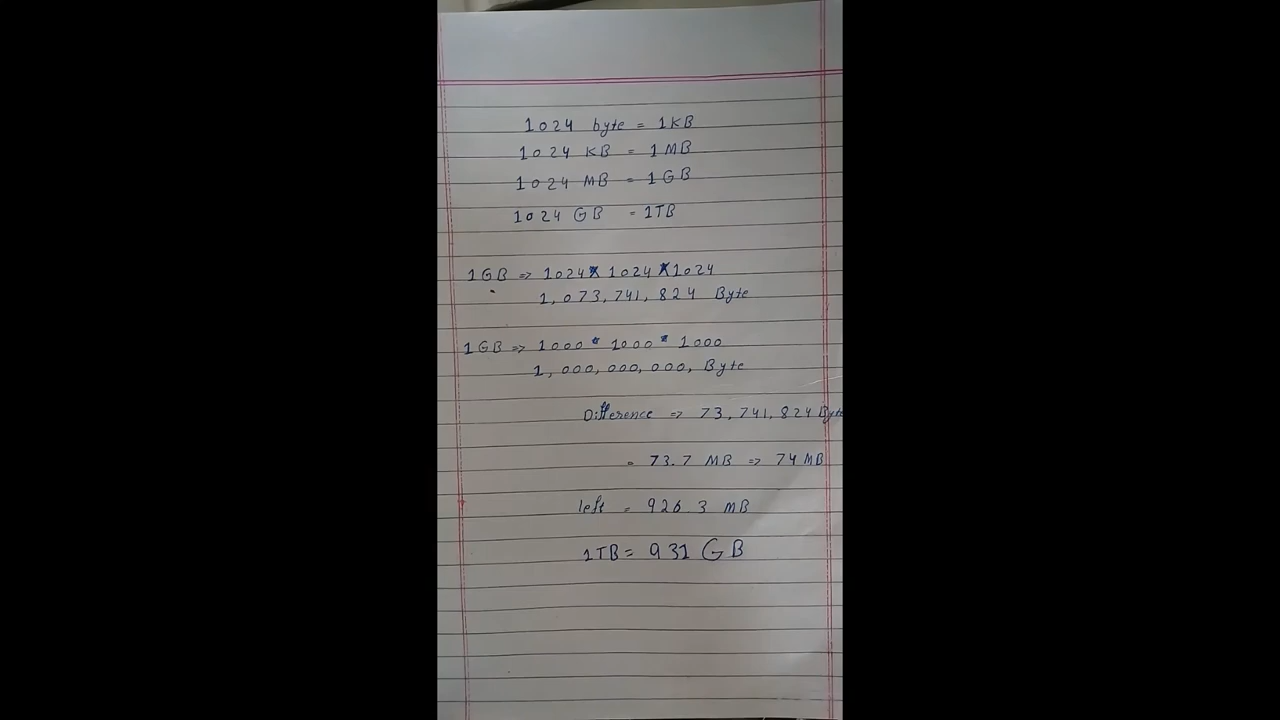 1024 byte = 1KB
1024 KB = 1MB
1024 MB = 1GB
1024 GB = 1TB
1GB => 1024*1024*1024
1,073,741,824 Byte
1GB => 1000*1000*1000
1,000,000,000, Byte
Difference => 73,741,824 Byte
= 73.7 MB => 74 MB
left = 926.3 MB
1TB = 931 GB